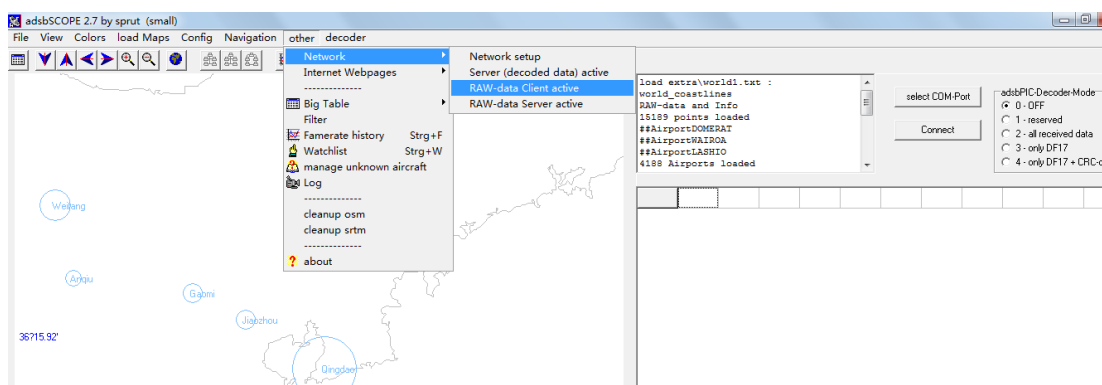 adsbSCOPE 2.7 by sprut (small)
File View Colors load Maps Config Navigation other decoder
Network
Internet Webpages
--------------
Big Table
Filter
Famerate history Strg+F
Watchlist Strg+W
manage unknown aircraft
Log
--------------
cleanup osm
cleanup srtm
--------------
about
Network setup
Server (decoded data) active
RAW-data Client active
RAW-data Server active
load extra\world1.txt :
world_coastlines
RAW-data and Info
15189 points loaded
##AirportDOMERAT
##AirportWAIROA
##AirportLASHIO
4188 Airports loaded
select COM-Port
Connect
adsbPIC-Decoder-Mode
0 - OFF
1 - reserved
2 - all received data
3 - only DF17
4 - only DF17 + CRC-c
Weifang
Anqiu
Gaomi
Jiaozhou
36?15.92'
Qingdao